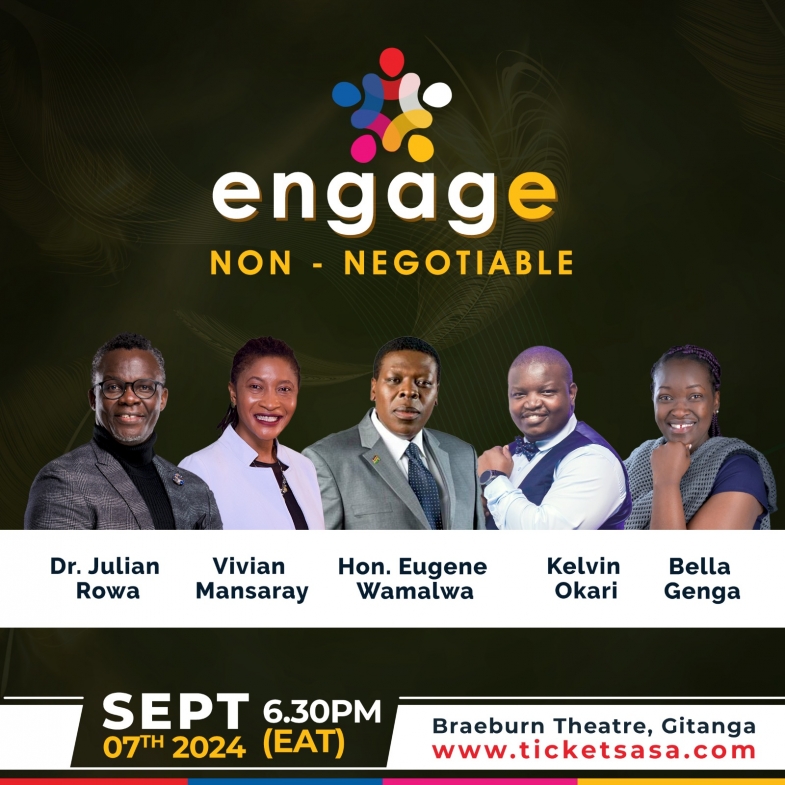 engage
NON - NEGOTIABLE
Dr. Julian
Rowa
Vivian
Mansaray
Hon. Eugene
Wamalwa
Kelvin
Okari
Bella
Genga
SEPT
07TH 2024
6.30PM
(EAT)
Braeburn Theatre, Gitanga
www.ticketsasa.com